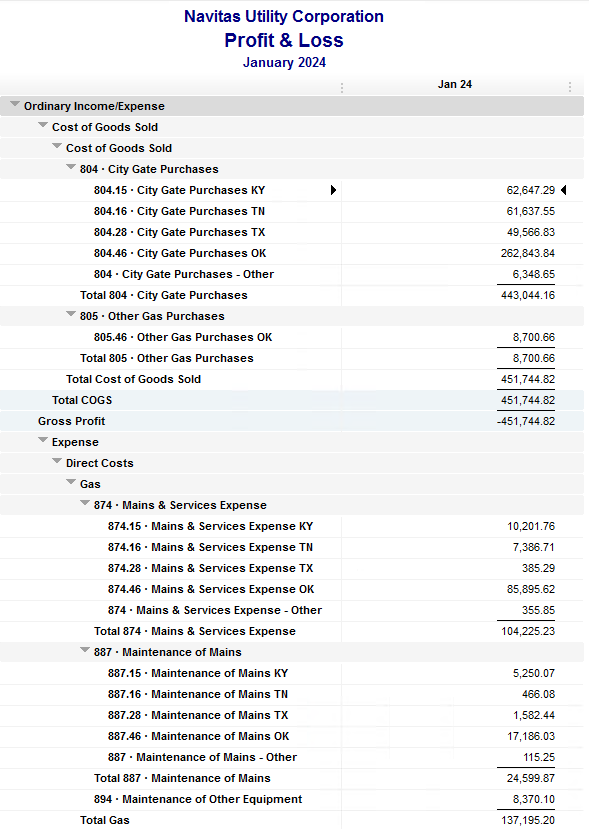 Navitas Utility Corporation
Profit & Loss
January 2024
Jan 24
Ordinary Income/Expense
Cost of Goods Sold
Cost of Goods Sold
804 · City Gate Purchases
804.15 · City Gate Purchases KY 62,647.29
804.16 · City Gate Purchases TN 61,637.55
804.28 · City Gate Purchases TX 49,566.83
804.46 · City Gate Purchases OK 262,843.84
804 · City Gate Purchases - Other 6,348.65
Total 804 · City Gate Purchases 443,044.16
805 · Other Gas Purchases
805.46 · Other Gas Purchases OK 8,700.66
Total 805 · Other Gas Purchases 8,700.66
Total Cost of Goods Sold 451,744.82
Total COGS 451,744.82
Gross Profit -451,744.82
Expense
Direct Costs
Gas
874 · Mains & Services Expense
874.15 · Mains & Services Expense KY 10,201.76
874.16 · Mains & Services Expense TN 7,386.71
874.28 · Mains & Services Expense TX 385.29
874.46 · Mains & Services Expense OK 85,895.62
874 · Mains & Services Expense - Other 355.85
Total 874 · Mains & Services Expense 104,225.23
887 · Maintenance of Mains
887.15 · Maintenance of Mains KY 5,250.07
887.16 · Maintenance of Mains TN 466.08
887.28 · Maintenance of Mains TX 1,582.44
887.46 · Maintenance of Mains OK 17,186.03
887 · Maintenance of Mains - Other 115.25
Total 887 · Maintenance of Mains 24,599.87
894 · Maintenance of Other Equipment 8,370.10
Total Gas 137,195.20